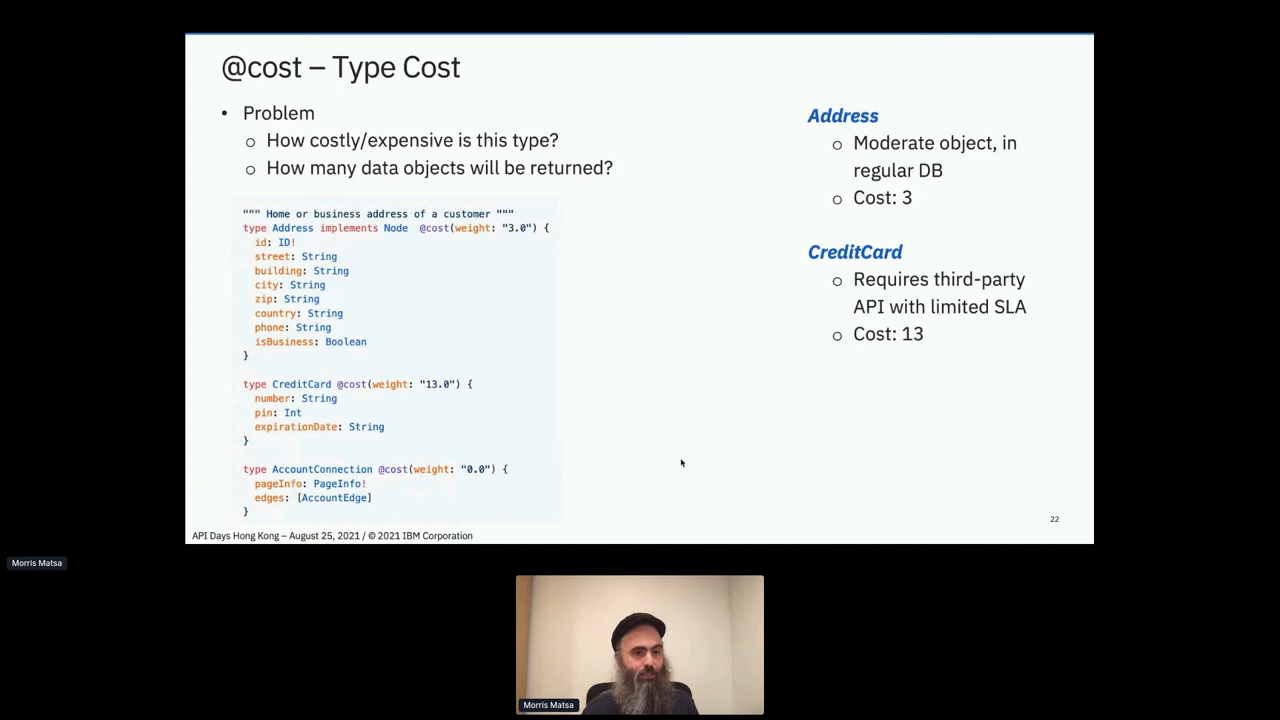 @cost – Type Cost
• Problem
o How costly/expensive is this type?
o How many data objects will be returned?
""" Home or business address of a customer """
type Address implements Node @cost(weight: "3.0") {
id: ID!
street: String
building: String
city: String
zip: String
country: String
phone: String
isBusiness: Boolean
}
type CreditCard @cost(weight: "13.0") {
number: String
pin: Int
expirationDate: String
}
type AccountConnection @cost(weight: "0.0") {
pageInfo: PageInfo!
edges: [AccountEdge]
}
Address
o Moderate object, in
regular DB
o Cost: 3
CreditCard
o Requires third-party
API with limited SLA
o Cost: 13
22
API Days Hong Kong – August 25, 2021 / © 2021 IBM Corporation
Morris Matsa
Morris Matsa